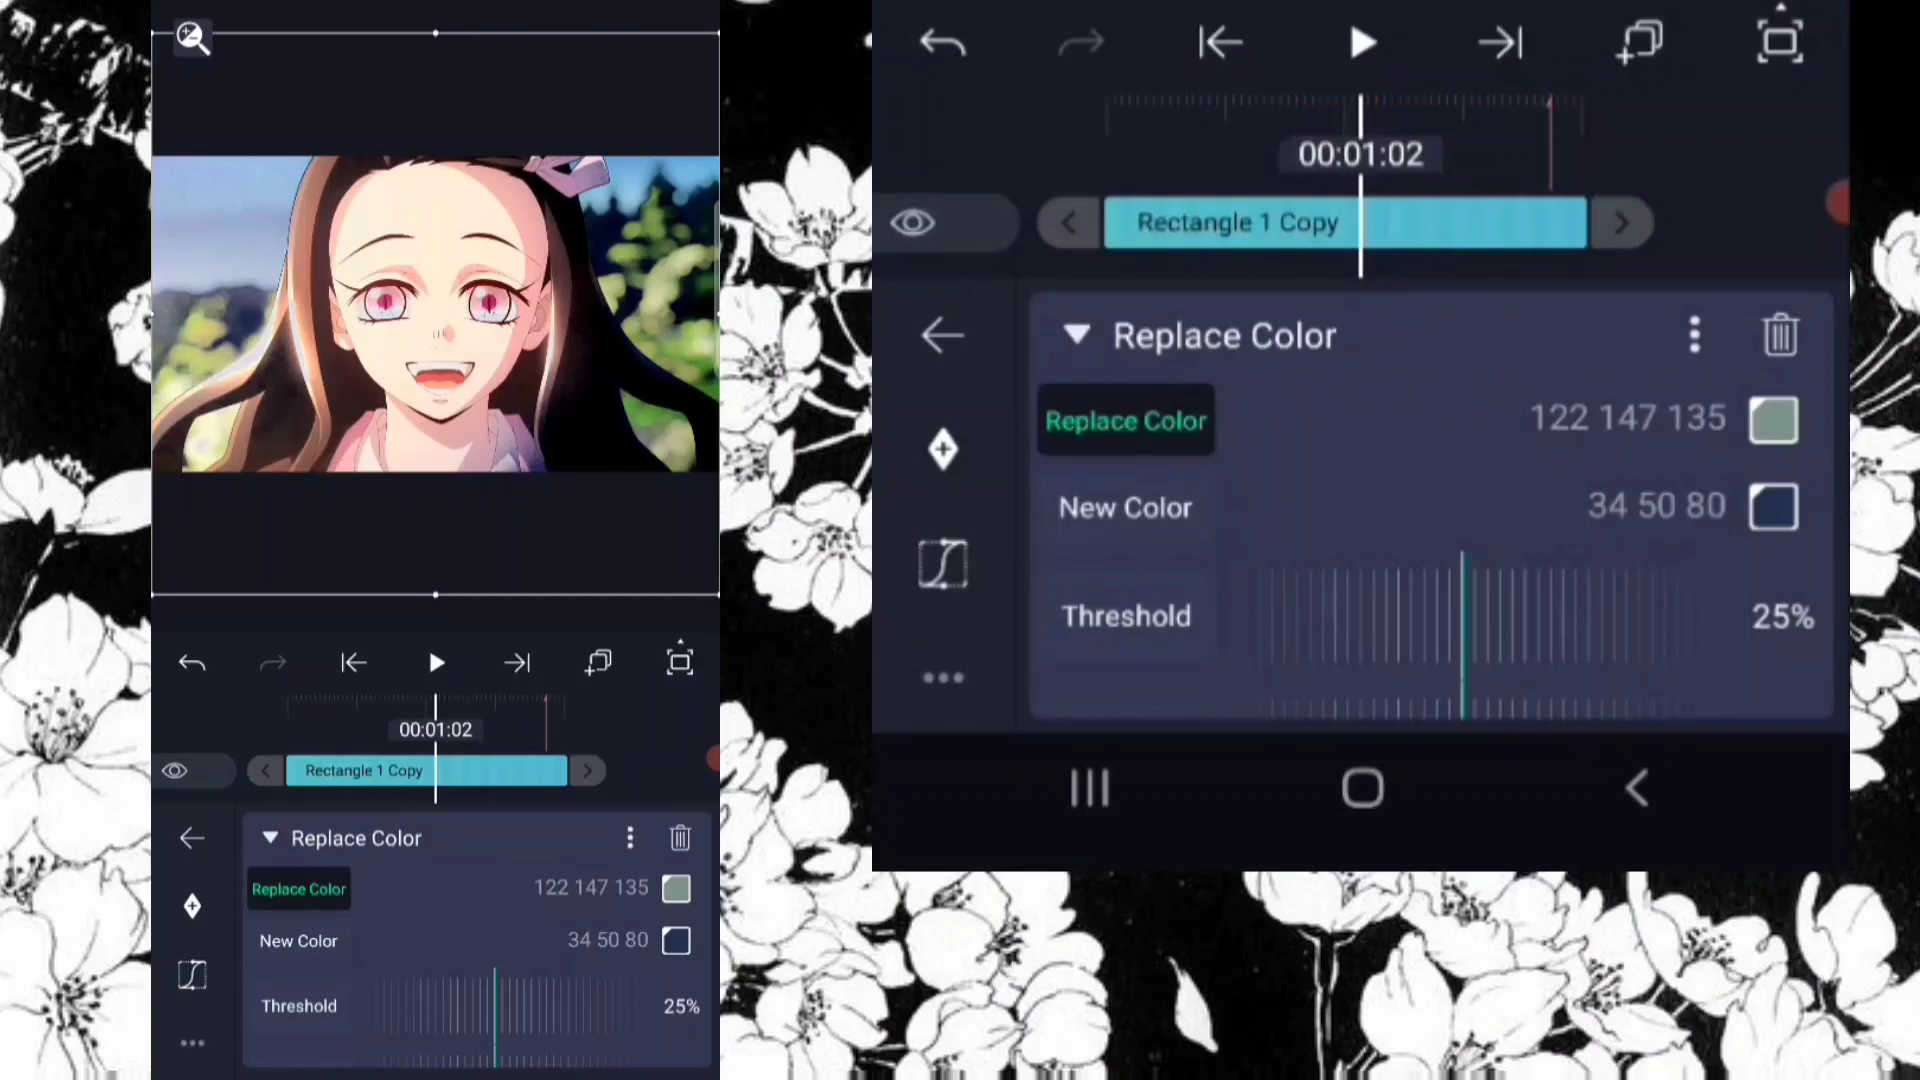 00:01:02
Rectangle 1 Copy
Replace Color
Replace Color 122 147 135
New Color 34 50 80
Threshold 25%
00:01:02
Rectangle 1 Copy
Replace Color
Replace Color 122 147 135
New Color 34 50 80
Threshold 25%